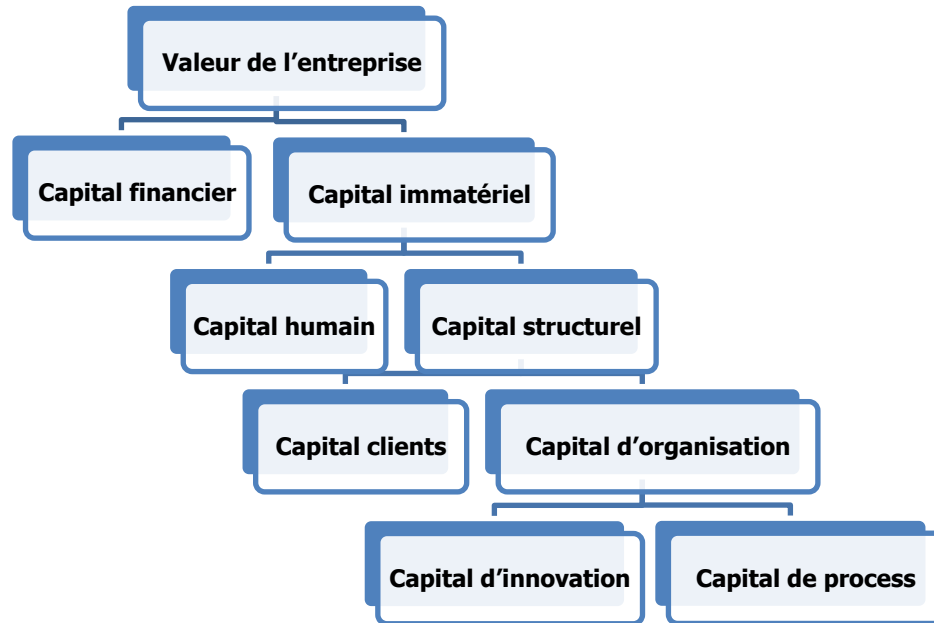 Valeur de l’entreprise
Capital financier
Capital immatériel
Capital humain
Capital structurel
Capital clients
Capital d’organisation
Capital d’innovation
Capital de process